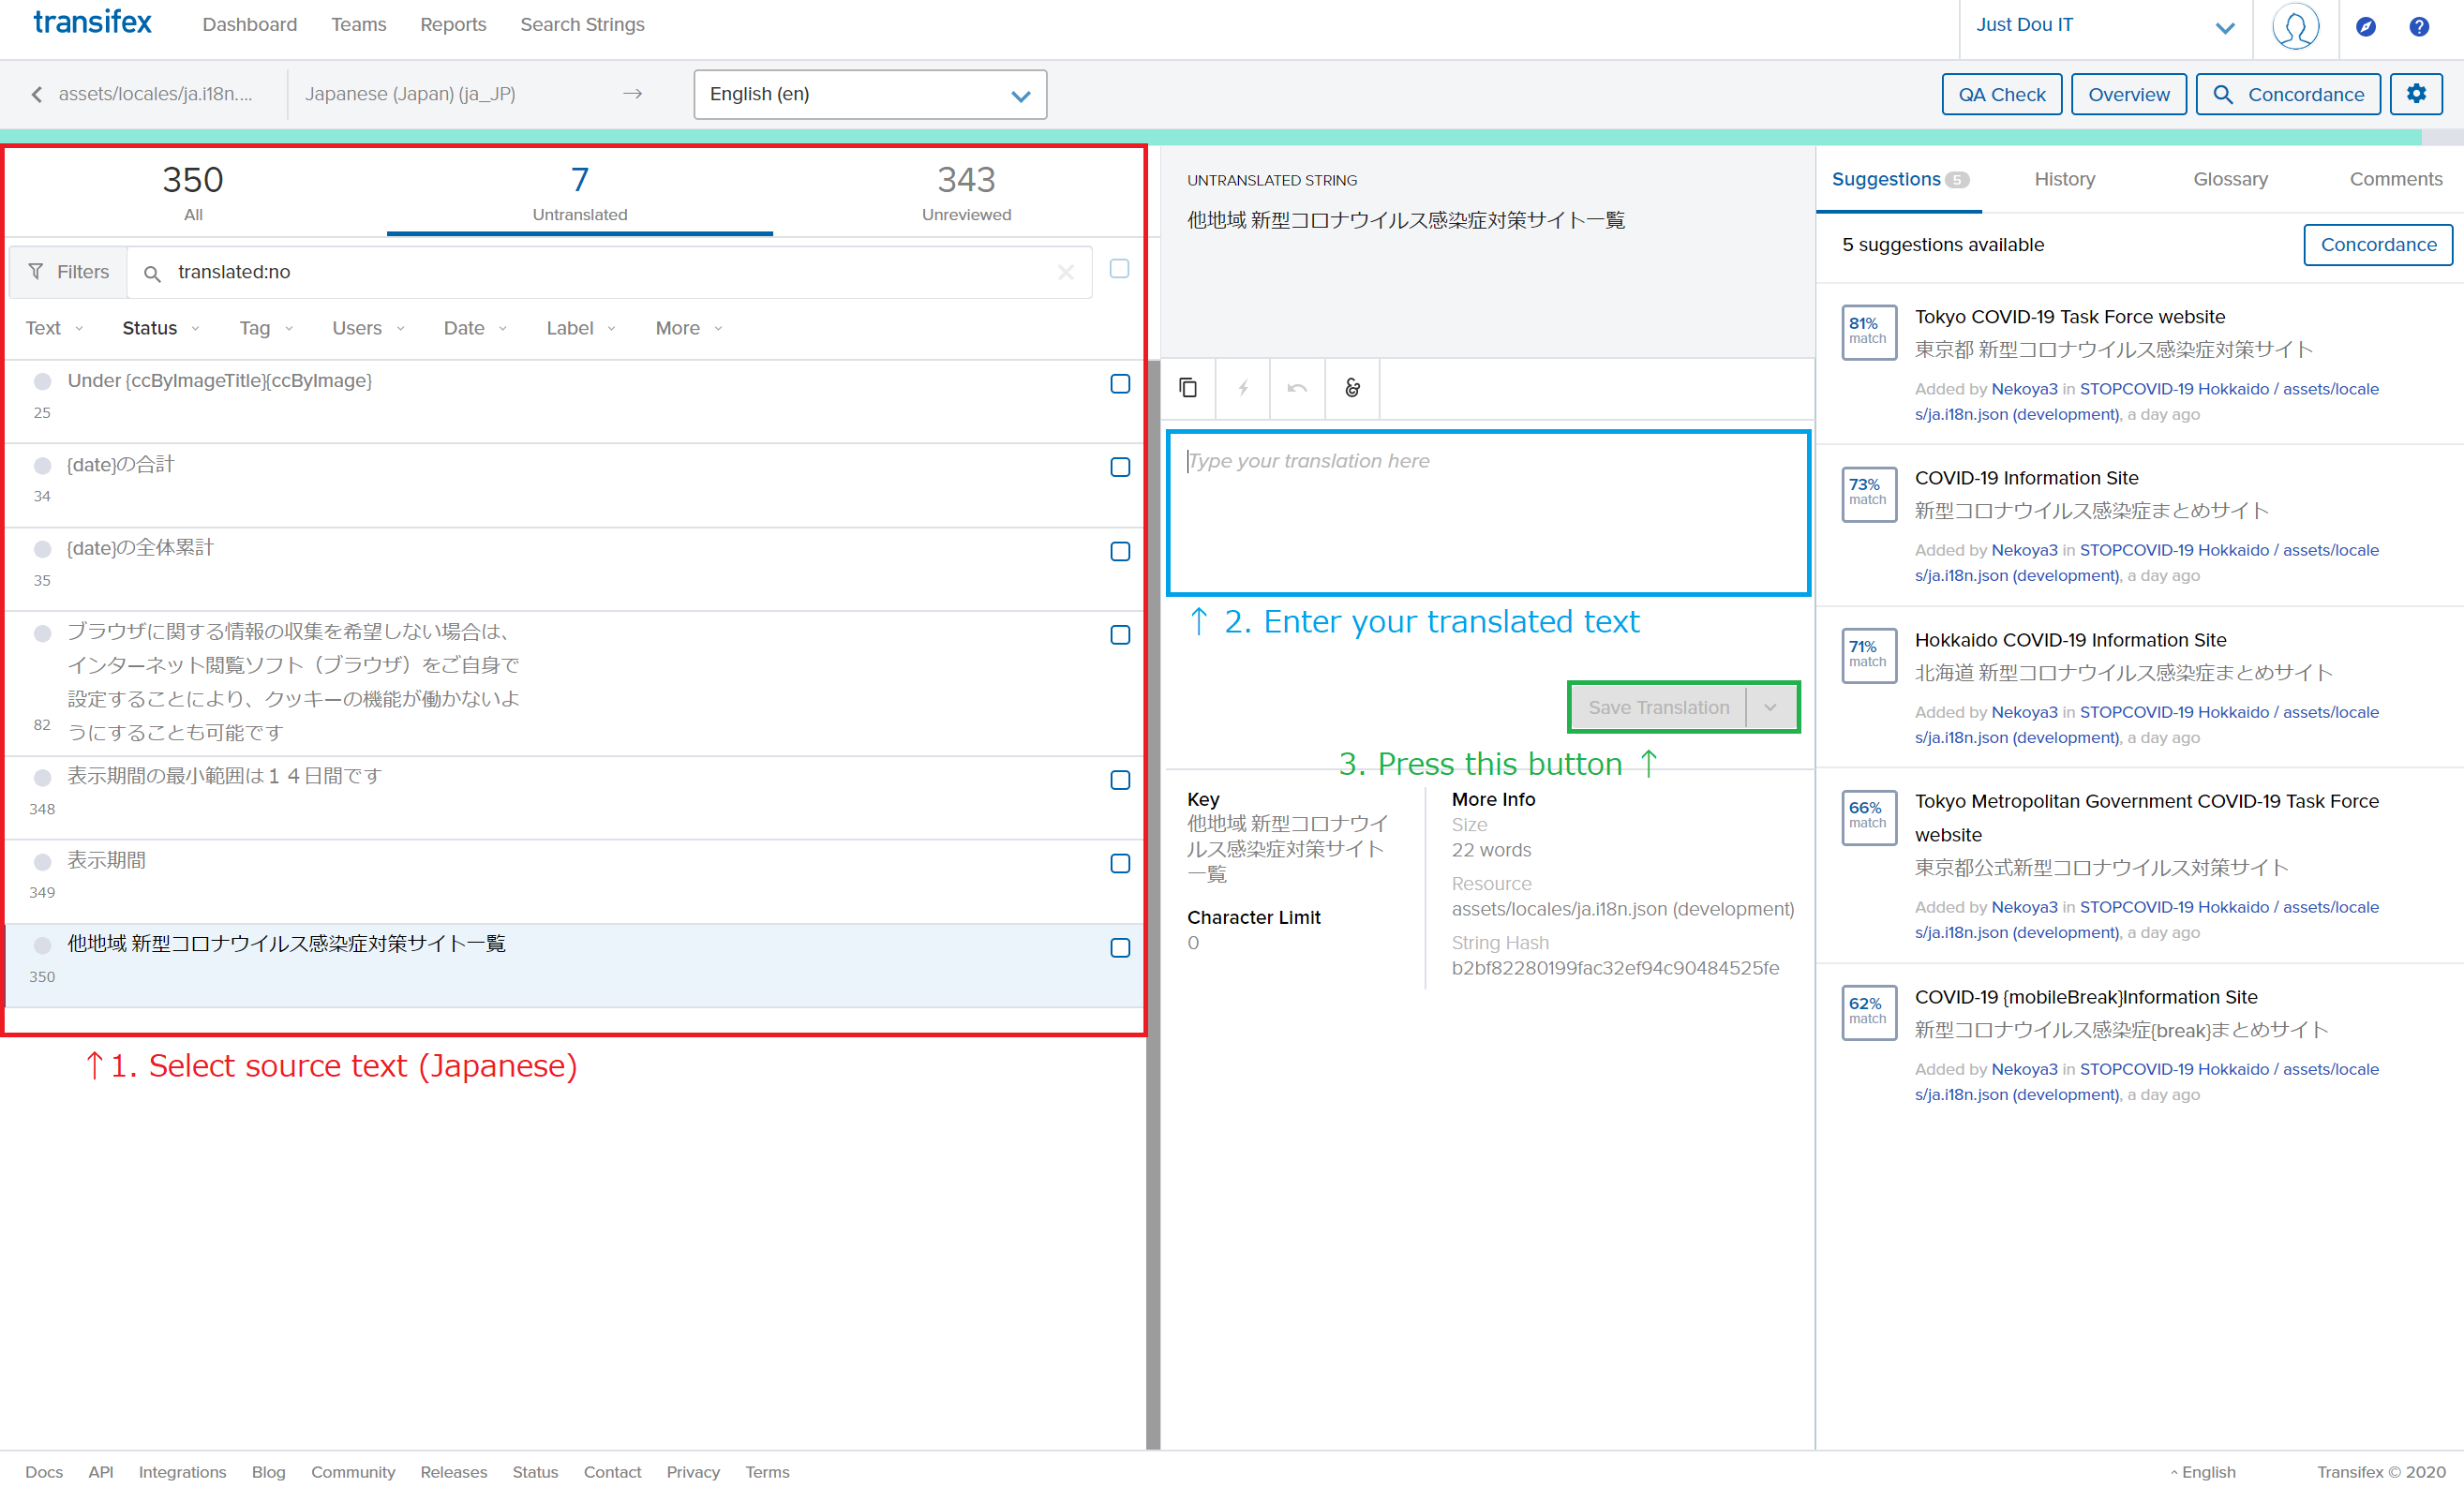 transifex
Dashboard
Teams
Reports
Search Strings
Just Dou IT
assets/locales/ja.i18n....
Japanese (Japan) (ja_JP)
→
English (en)
QA Check
Overview
Concordance
350
All
7
Untranslated
343
Unreviewed
Filters
translated:no
Text
Status
Tag
Users
Date
Label
More
Under {ccByImageTitle}{ccByImage}
25
{date}の合計
34
{date}の全体累計
35
ブラウザに関する情報の収集を希望しない場合は、
インターネット閲覧ソフト（ブラウザ）をご自身で
設定することにより、クッキーの機能が働かないよ
うにすることも可能です
82
表示期間の最小範囲は１４日間です
348
表示期間
349
他地域 新型コロナウイルス感染症対策サイト一覧
350
↑1. Select source text (Japanese)
UNTRANSLATED STRING
他地域 新型コロナウイルス感染症対策サイト一覧
Type your translation here
↑ 2. Enter your translated text
Save Translation
3. Press this button ↑
Key
他地域 新型コロナウイ
ルス感染症対策サイト
一覧
Character Limit
0
More Info
Size
22 words
Resource
assets/locales/ja.i18n.json (development)
String Hash
b2bf82280199fac32ef94c90484525fe
Suggestions 5
History
Glossary
Comments
5 suggestions available
Concordance
81%
match
Tokyo COVID-19 Task Force website
東京都 新型コロナウイルス感染症対策サイト
Added by Nekoya3 in STOPCOVID-19 Hokkaido / assets/locale
s/ja.i18n.json (development), a day ago
73%
match
COVID-19 Information Site
新型コロナウイルス感染症まとめサイト
Added by Nekoya3 in STOPCOVID-19 Hokkaido / assets/locale
s/ja.i18n.json (development), a day ago
71%
match
Hokkaido COVID-19 Information Site
北海道 新型コロナウイルス感染症まとめサイト
Added by Nekoya3 in STOPCOVID-19 Hokkaido / assets/locale
s/ja.i18n.json (development), a day ago
66%
match
Tokyo Metropolitan Government COVID-19 Task Force
website
東京都公式新型コロナウイルス対策サイト
Added by Nekoya3 in STOPCOVID-19 Hokkaido / assets/locale
s/ja.i18n.json (development), a day ago
62%
match
COVID-19 {mobileBreak}Information Site
新型コロナウイルス感染症{break}まとめサイト
Added by Nekoya3 in STOPCOVID-19 Hokkaido / assets/locale
s/ja.i18n.json (development), a day ago
Docs
API
Integrations
Blog
Community
Releases
Status
Contact
Privacy
Terms
English
Transifex © 2020